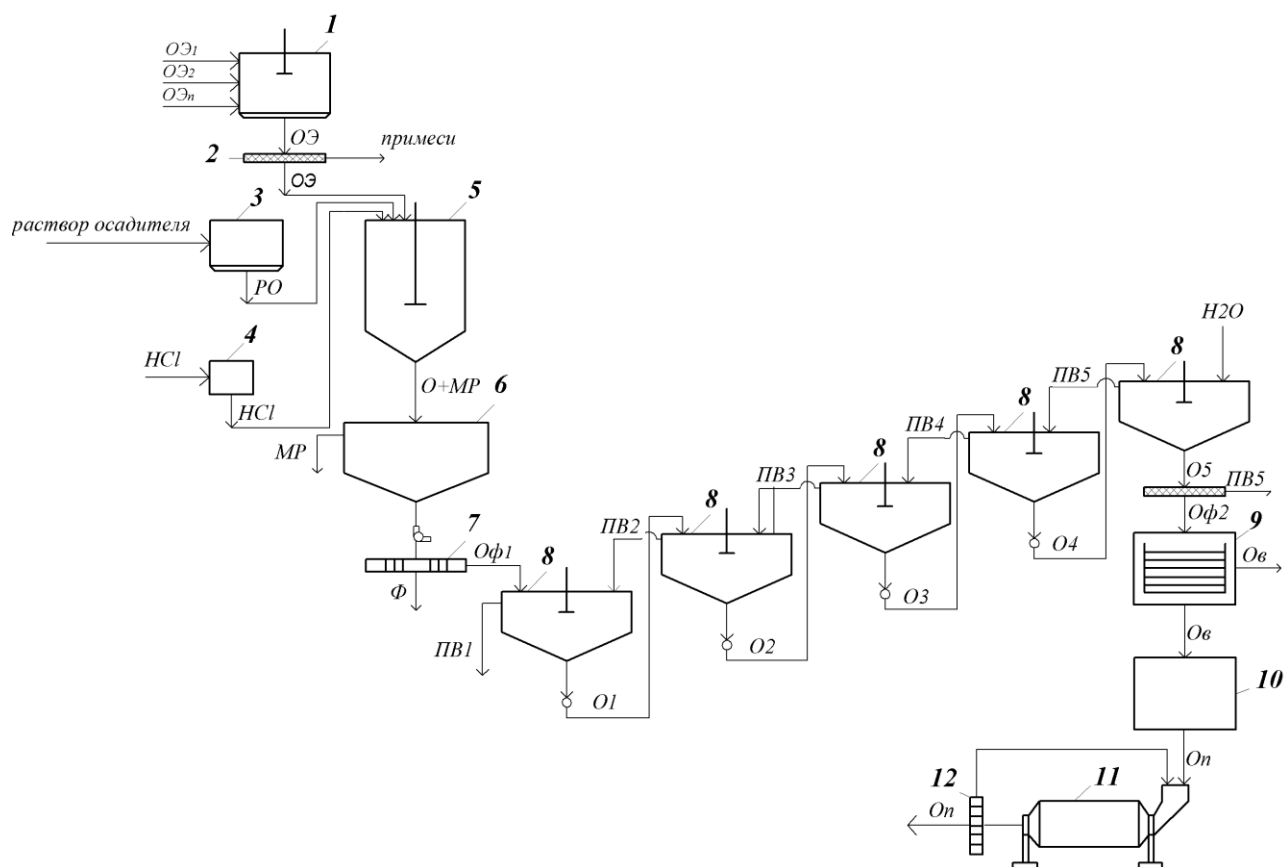 1
ОЭ1
ОЭ2
ОЭn
ОЭ
примеси
2
ОЭ
3
5
раствор осадителя
РО
4
HCl
HCl
О+МР
6
МР
H2O
8
ПВ5
8
ПВ4
8
ПВ3
О5
ПВ5
8
ПВ2
Оф2
9
7
Оф1
8
О4
Ов
Ф
О3
ПВ1
О2
Ов
О1
10
Оп
12
11
Оп